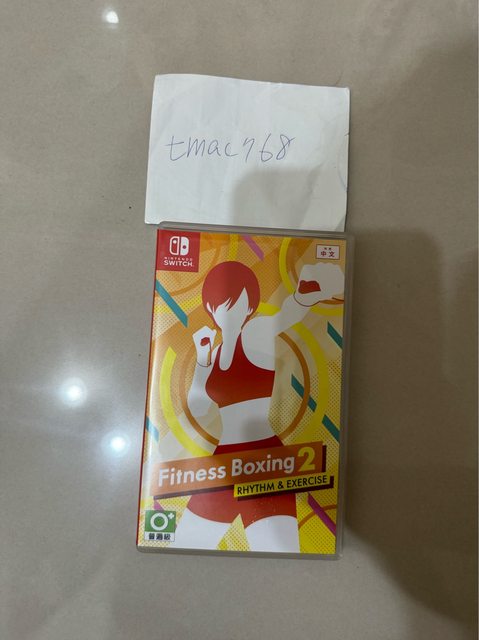 tmac768
NINTENDO
SWITCH
中文
Fitness Boxing 2
RHYTHM & EXERCISE
0+
普遍級